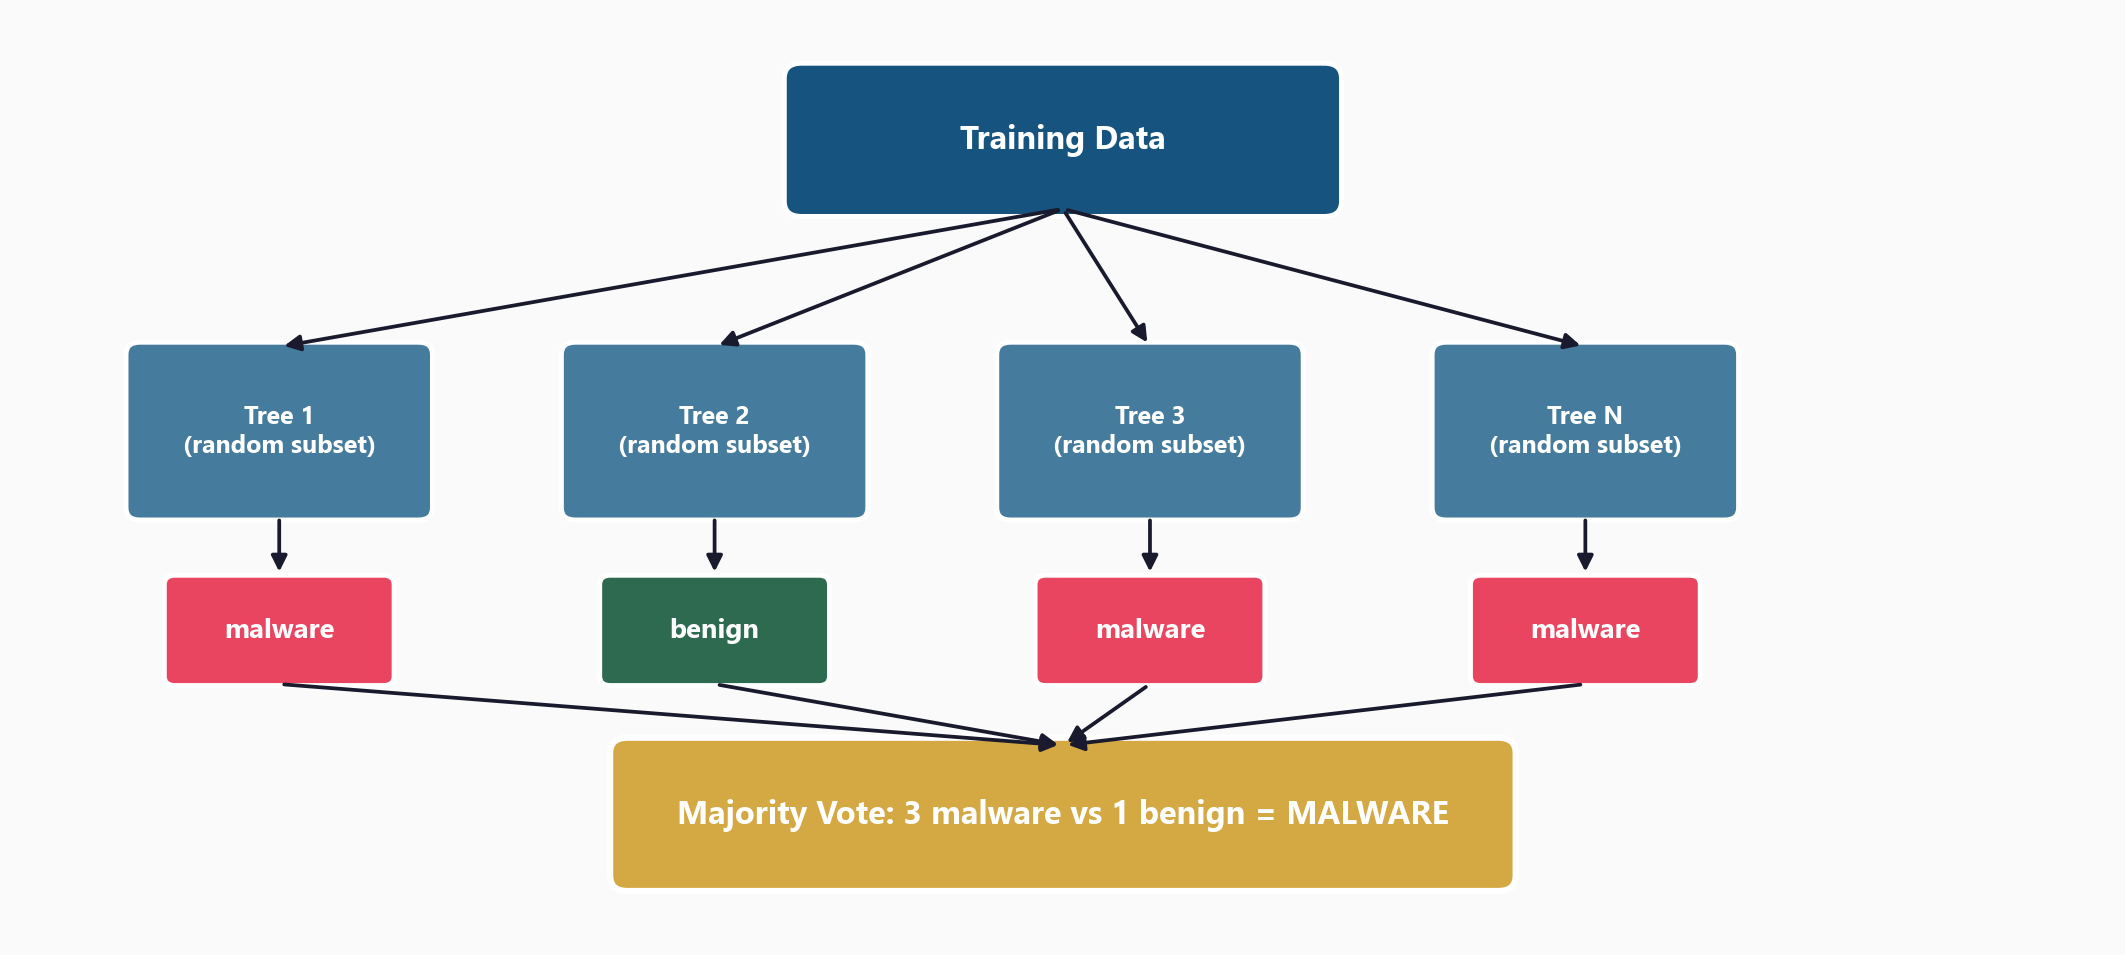 Training Data
Tree 1
(random subset)
Tree 2
(random subset)
Tree 3
(random subset)
Tree N
(random subset)
malware
benign
malware
malware
Majority Vote: 3 malware vs 1 benign = MALWARE